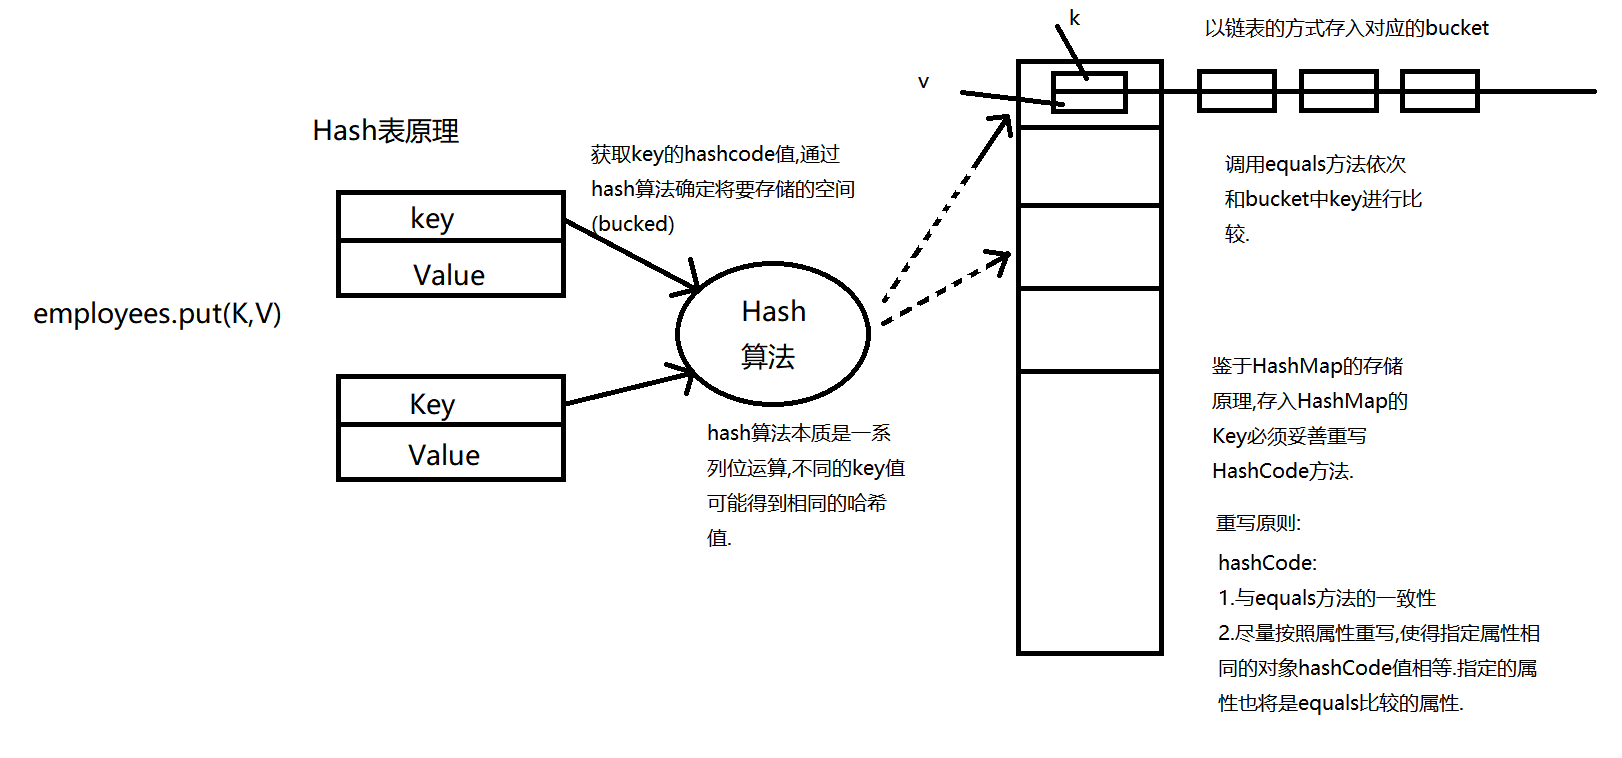 Hash表原理
key
Value
employees.put(K,V)
Key
Value
获取key的hashcode值,通过
hash算法确定将要存储的空间
(bucked)
Hash
算法
hash算法本质是一系
列位运算,不同的key值
可能得到相同的哈希
值.
k
v
以链表的方式存入对应的bucket
调用equals方法依次
和bucket中key进行比
较.
鉴于HashMap的存储
原理,存入HashMap的
Key必须妥善重写
HashCode方法.
重写原则:
hashCode:
1.与equals方法的一致性
2.尽量按照属性重写,使得指定属性相
同的对象hashCode值相等.指定的属
性也将是equals比较的属性.